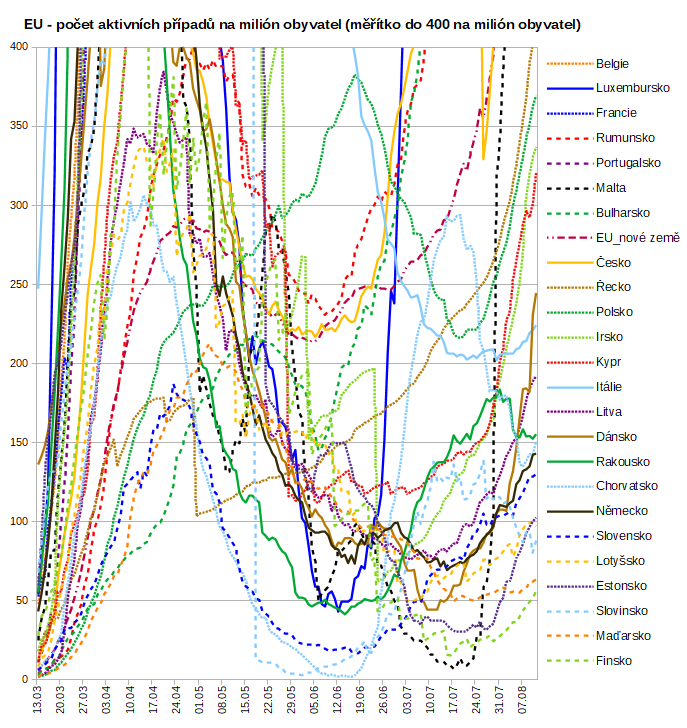 EU - počet aktivních případů na milión obyvatel (měřítko do 400 na milión obyvatel)
400
350
300
250
200
150
100
50
0
13.03
20.03
27.03
03.04
10.04
17.04
24.04
01.05
08.05
15.05
22.05
29.05
05.06
12.06
19.06
26.06
03.07
10.07
17.07
24.07
31.07
07.08
Belgie
Luxembursko
Francie
Rumunsko
Portugalsko
Malta
Bulharsko
EU_nové země
Česko
Řecko
Polsko
Irsko
Kypr
Itálie
Litva
Dánsko
Rakousko
Chorvatsko
Německo
Slovensko
Lotyšsko
Estonsko
Slovinsko
Maďarsko
Finsko